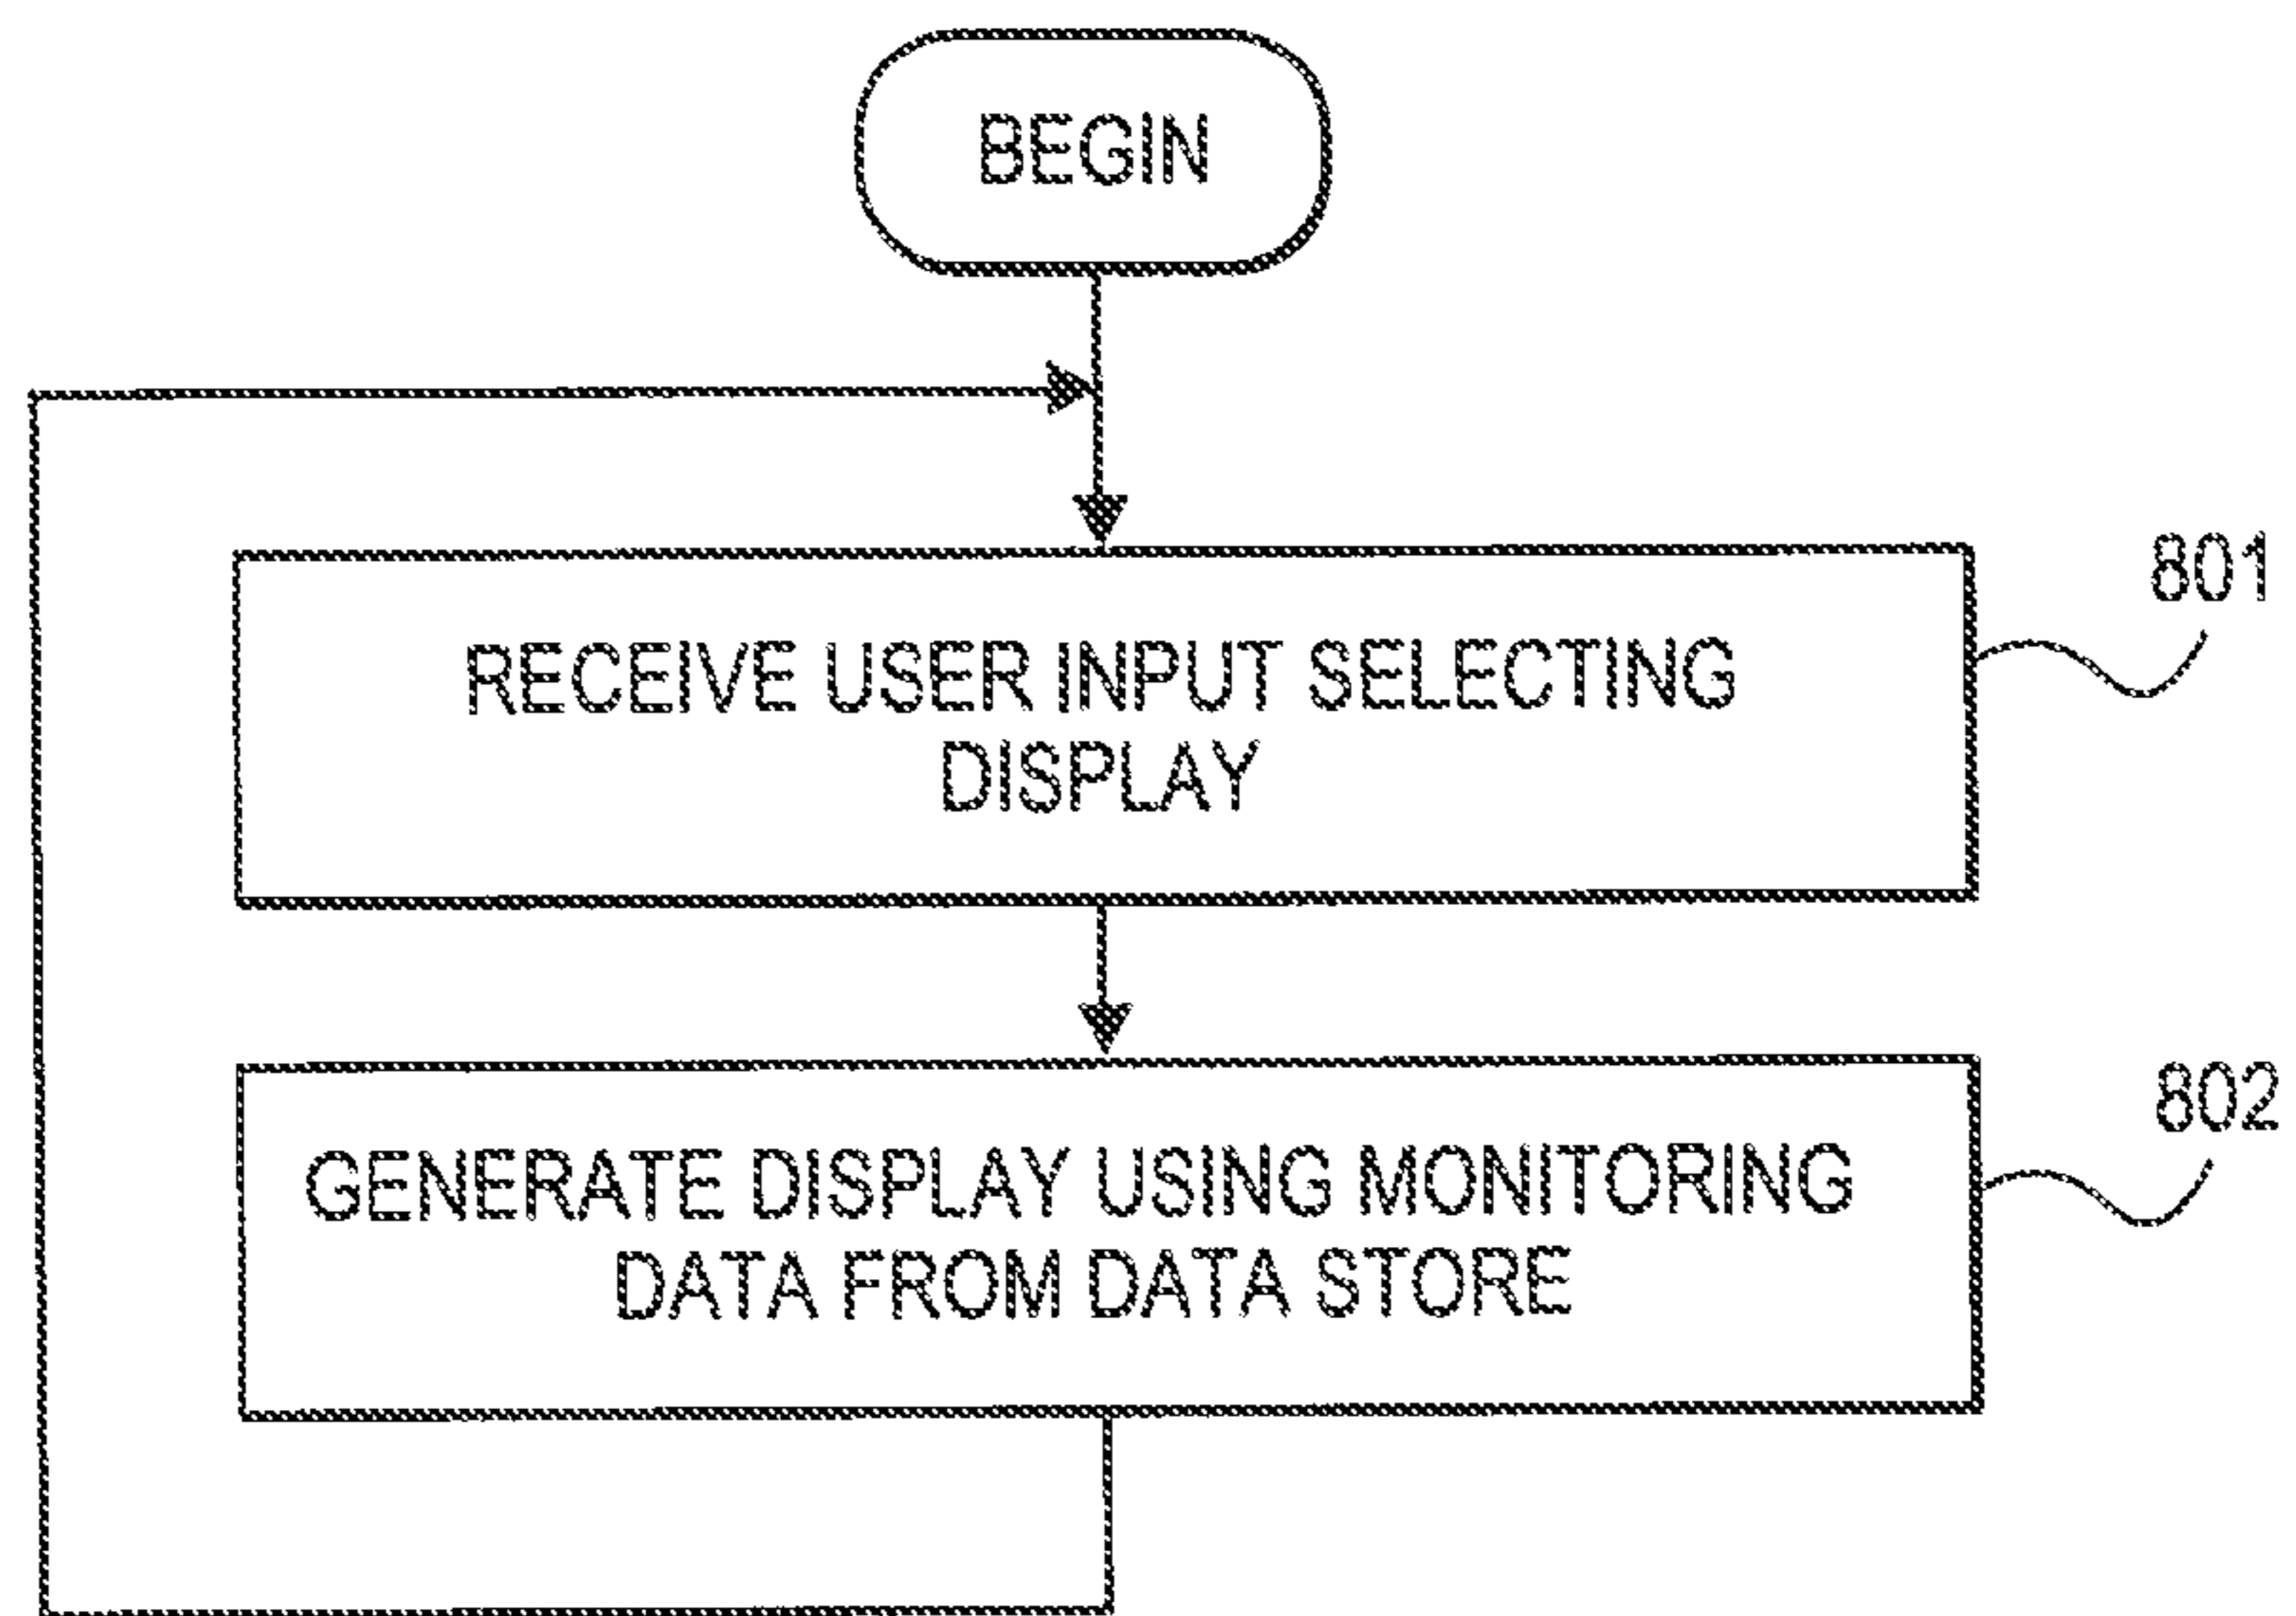 BEGIN
801
RECEIVE USER INPUT SELECTING
DISPLAY
802
GENERATE DISPLAY USING MONITORING
DATA FROM DATA STORE